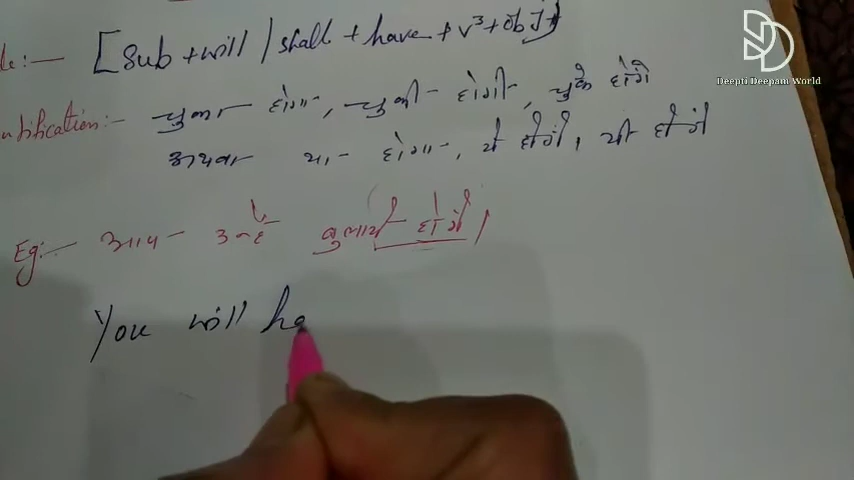 Deepti Deepam World
[Sub + will / shall + have + v³ + obj]
चुका होगा, चुकी होगी, चुके होंगे
अथवा या होगा, ये होंगे, यी होगी
Eg:- आप उन्हें बुलाये होंगे।
You will ha